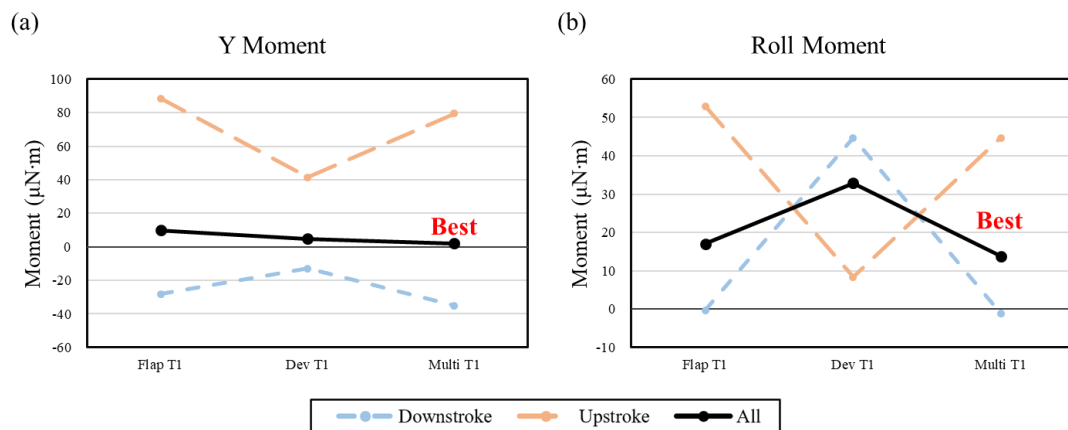 (a)
Y Moment
Moment (μN·m)
100
80
60
40
20
0
-20
-40
-60
Best
Flap T1 Dev T1 Multi T1
(b)
Roll Moment
Moment (μN·m)
60
50
40
30
20
10
0
-10
Best
Flap T1 Dev T1 Multi T1
Downstroke Upstroke All